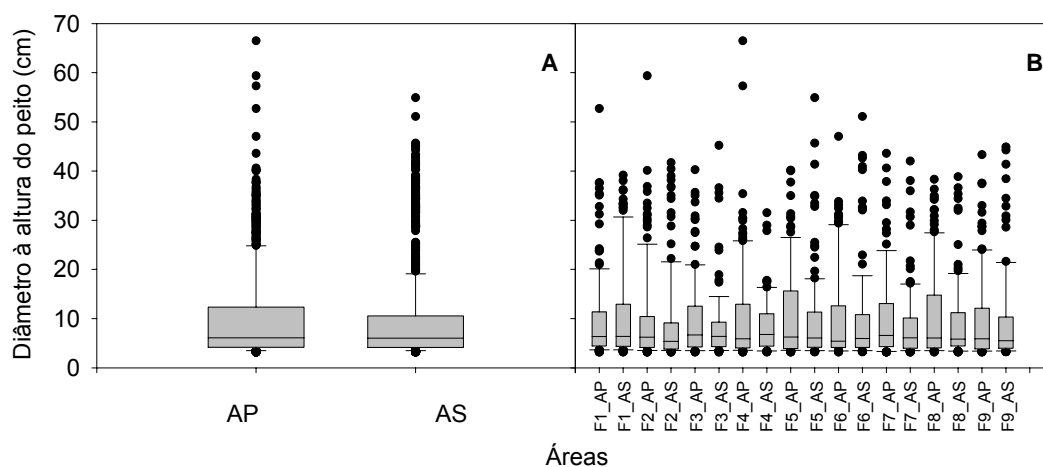 Diâmetro à altura do peito (cm)
70
60
50
40
30
20
10
0
A
B
AP
AS
F1_AP
F1_AS
F2_AP
F2_AS
F3_AP
F3_AS
F4_AP
F4_AS
F5_AP
F5_AS
F6_AP
F6_AS
F7_AP
F7_AS
F8_AP
F8_AS
F9_AP
F9_AS
Áreas